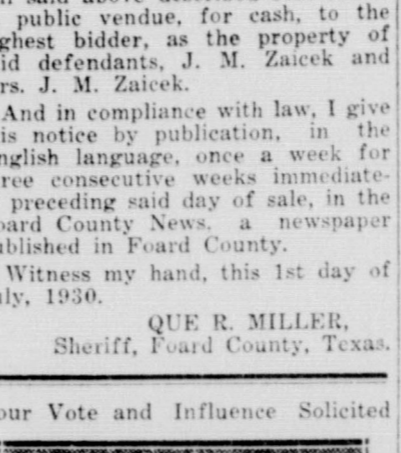 public vendue, for cash, to the
ghest bidder, as the property of
id defendants, J. M. Zaicek and
rs. J. M. Zaicek.
And in compliance with law, I give
is notice by publication, in the
nglish language, once a week for
ree consecutive weeks immediate-
preceding said day of sale, in the
oard County News, a newspaper
ublished in Foard County.
Witness my hand, this 1st day of
uly, 1930.
QUE R. MILLER,
Sheriff, Foard County, Texas.
our Vote and Influence Solicited